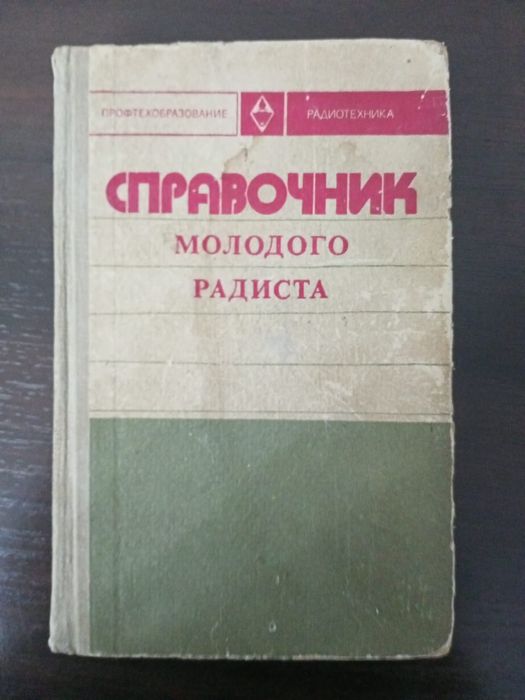 ПРОФТЕХОБРАЗОВАНИЕ РАДИОТЕХНИКА
СПРАВОЧНИК
МОЛОДОГО
РАДИСТА